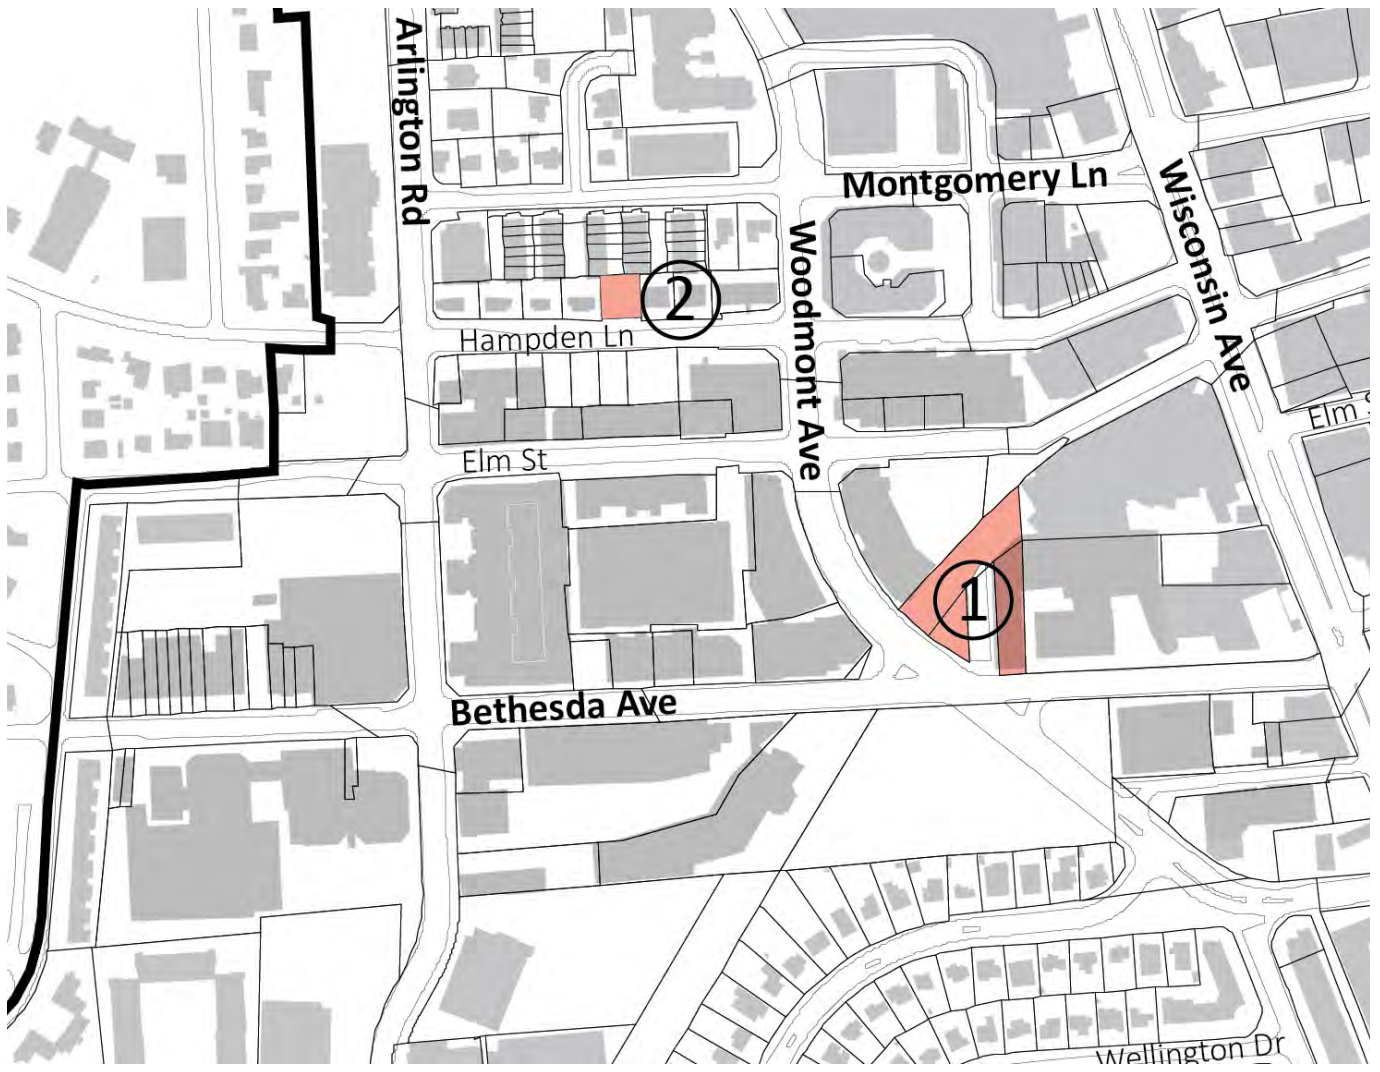 Arlington Rd
Montgomery Ln
Wisconsin Ave
Woodmont Ave
2
Hampden Ln
Elm S
Elm St
1
Bethesda Ave
Wellington Dr